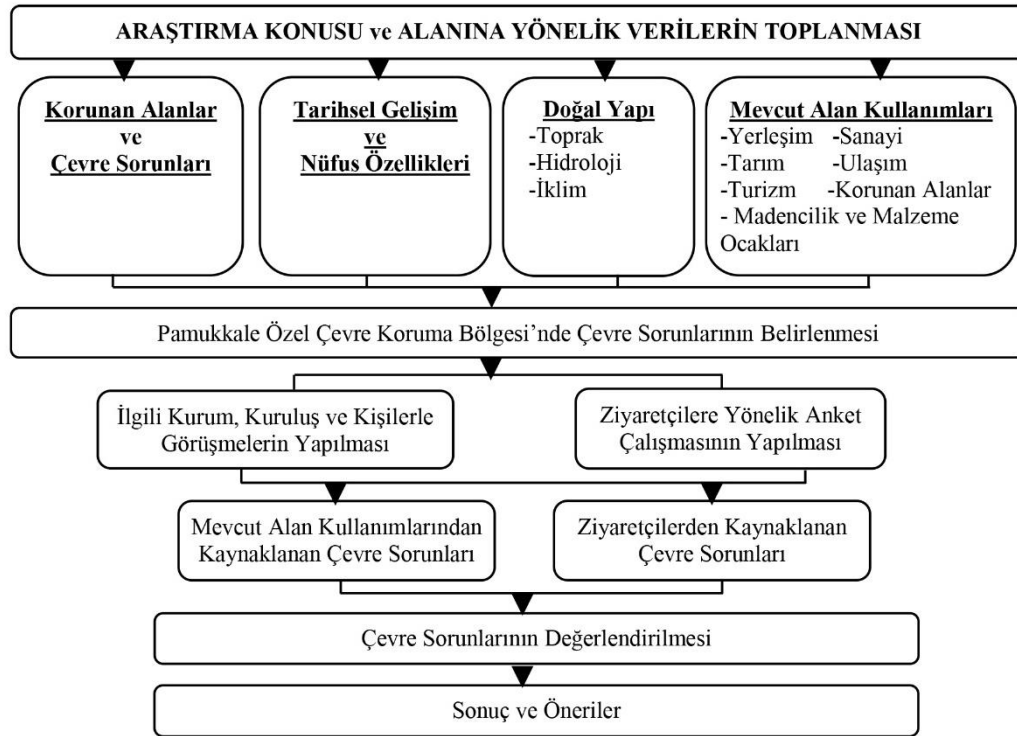 ARAŞTIRMA KONUSU ve ALANINA YÖNELİK VERİLERİN TOPLANMASI
Korunan Alanlar
ve
Çevre Sorunları
Tarihsel Gelişim
ve
Nüfus Özellikleri
Doğal Yapı
-Toprak
-Hidroloji
-İklim
Mevcut Alan Kullanımları
-Yerleşim -Sanayi
-Tarım -Ulaşım
-Turizm -Korunan Alanlar
- Madencilik ve Malzeme
Ocakları
Pamukkale Özel Çevre Koruma Bölgesi’nde Çevre Sorunlarının Belirlenmesi
İlgili Kurum, Kuruluş ve Kişilerle
Görüşmelerin Yapılması
Ziyaretçilere Yönelik Anket
Çalışmasının Yapılması
Mevcut Alan Kullanımlarından
Kaynaklanan Çevre Sorunları
Ziyaretçilerden Kaynaklanan
Çevre Sorunları
Çevre Sorunlarının Değerlendirilmesi
Sonuç ve Öneriler